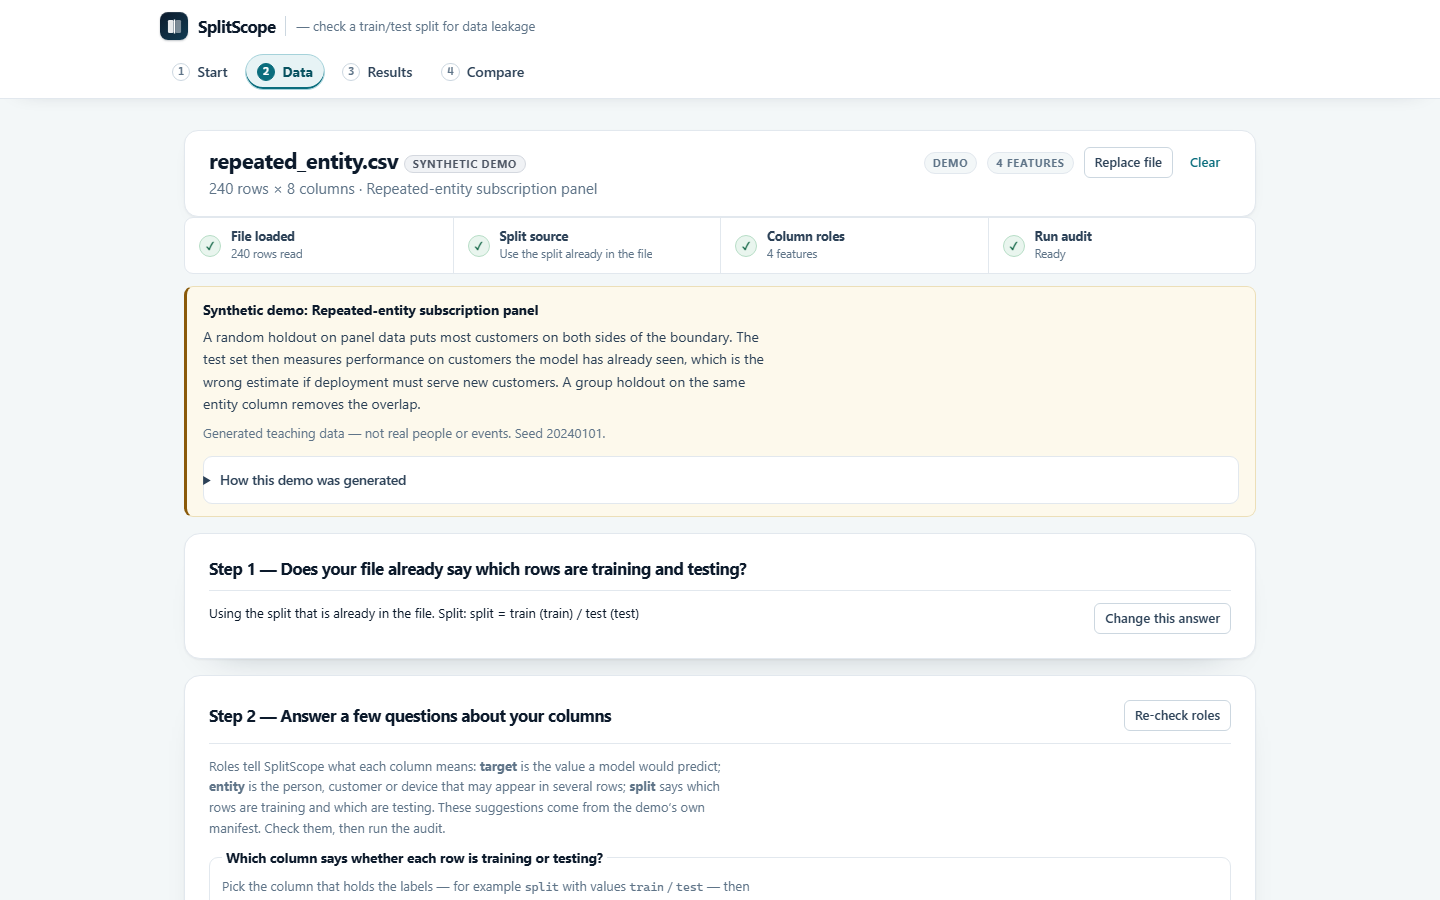 SplitScope — check a train/test split for data leakage
1 Start 2 Data 3 Results 4 Compare
repeated_entity.csv SYNTHETIC DEMO DEMO 4 FEATURES Replace file Clear
240 rows × 8 columns · Repeated-entity subscription panel
File loaded
240 rows read
Split source
Use the split already in the file
Column roles
4 features
Run audit
Ready
Synthetic demo: Repeated-entity subscription panel
A random holdout on panel data puts most customers on both sides of the boundary. The
test set then measures performance on customers the model has already seen, which is the
wrong estimate if deployment must serve new customers. A group holdout on the same
entity column removes the overlap.
Generated teaching data — not real people or events. Seed 20240101.
How this demo was generated
Step 1 — Does your file already say which rows are training and testing?
Using the split that is already in the file. Split: split = train (train) / test (test)
Change this answer
Step 2 — Answer a few questions about your columns
Re-check roles
Roles tell SplitScope what each column means: target is the value a model would predict;
entity is the person, customer or device that may appear in several rows; split says which
rows are training and which are testing. These suggestions come from the demo's own
manifest. Check them, then run the audit.
Which column says whether each row is training or testing?
Pick the column that holds the labels — for example split with values train / test — then